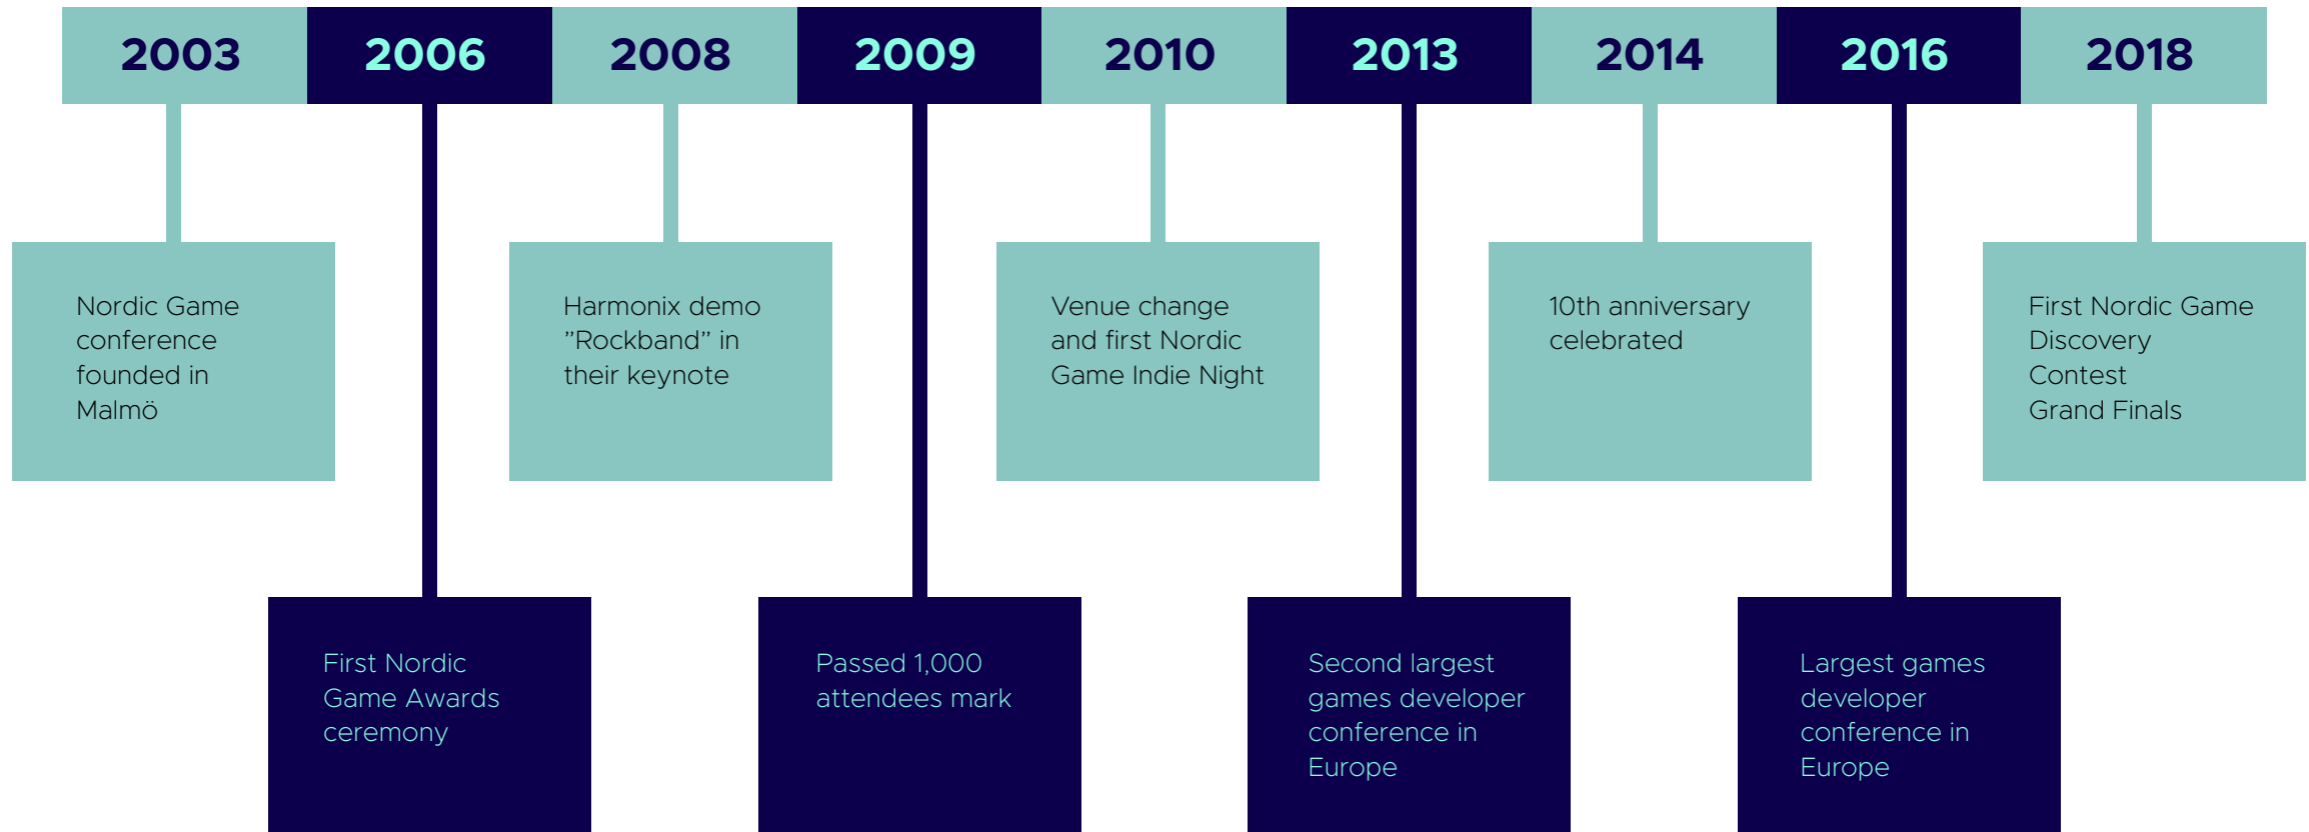 2003
2006
2008
2009
2010
2013
2014
2016
2018
Nordic Game
conference
founded in
Malmö
Harmonix demo
”Rockband” in
their keynote
Venue change
and first Nordic
Game Indie Night
10th anniversary
celebrated
First Nordic Game
Discovery
Contest
Grand Finals
First Nordic
Game Awards
ceremony
Passed 1,000
attendees mark
Second largest
games developer
conference in
Europe
Largest games
developer
conference in
Europe